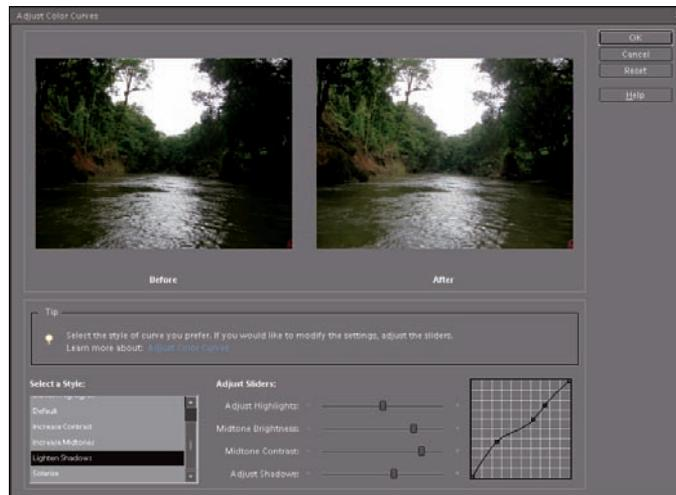 Adjust Color Curves
OK
Cancel
Reset
Help
Before
After
Tip
Select the style of curve you prefer. If you would like to modify the settings, adjust the sliders.
Learn more about: Adjust Color Curves
Select a Style:
Default
Increase Contrast
Increase Midtones
Lighten Shadows
Solarize
Adjust Sliders:
Adjust Highlights:
Midtone Brightness:
Midtone Contrast:
Adjust Shadows: